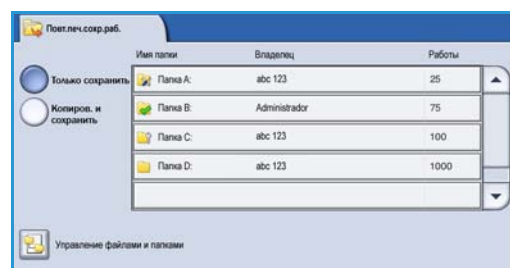 Повт.печ.сохр.раб.
Имя папки Владелец Работы
Только сохранить
Папка A: abc 123 25
Копиров. и
сохранить
Папка B: Administrador 75
Папка C: abc 123 100
Папка D: abc 123 1000
Управление файлами и папками